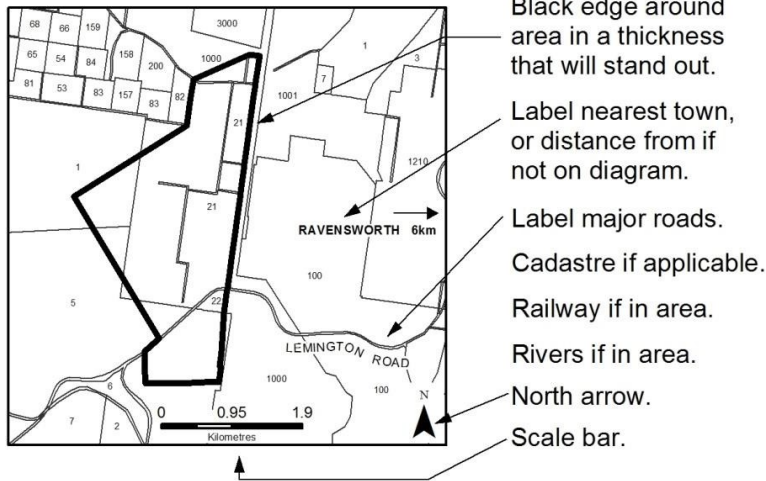 Black edge around
area in a thickness
that will stand out.
Label nearest town,
or distance from if
not on diagram.
Label major roads.
Cadastre if applicable.
Railway if in area.
Rivers if in area.
North arrow.
Scale bar.
68 66 159 3000
158 1000 1 3
65 54 84 200
7
81 53 83 157 83 82 1001
21
1 1210
21
RAVENSWORTH 6km
100
5 22
LEMINGTON ROAD
6 1000 100
N
7 2
0 0.95 1.9
Kilometres